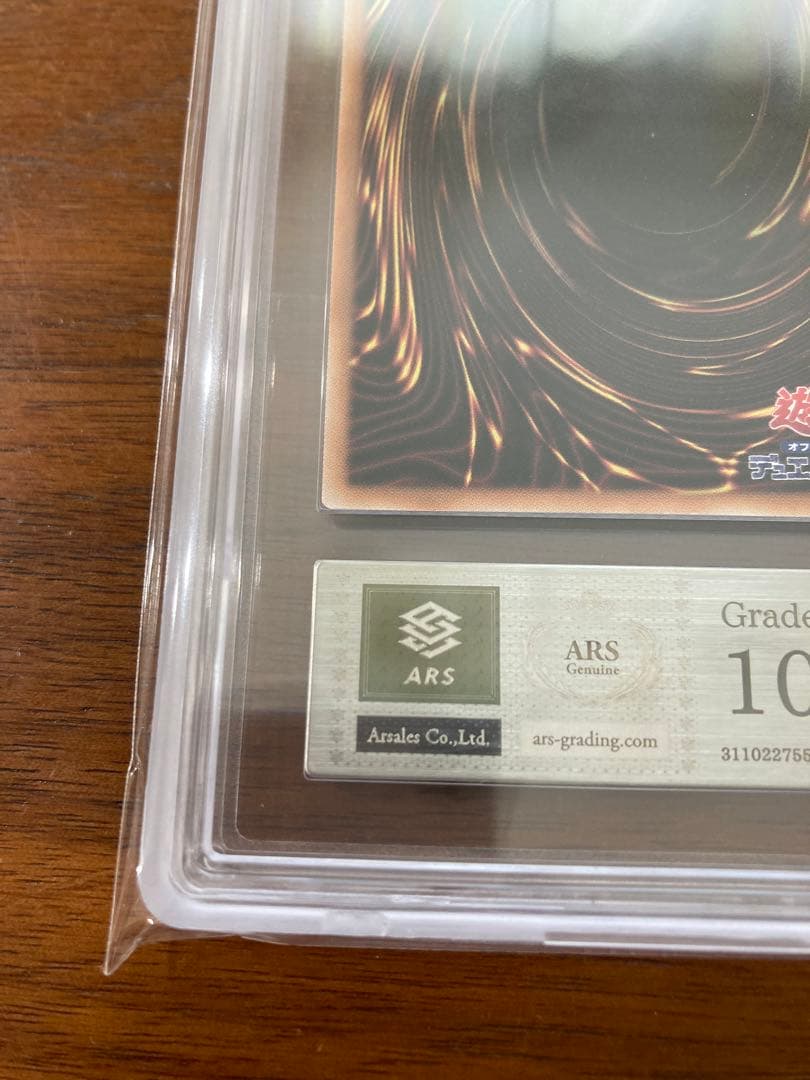 遊
オフ
デュエ
ARS
Arsales Co.,Ltd.
ARS
Genuine
ars-grading.com
Grade
10
311022755